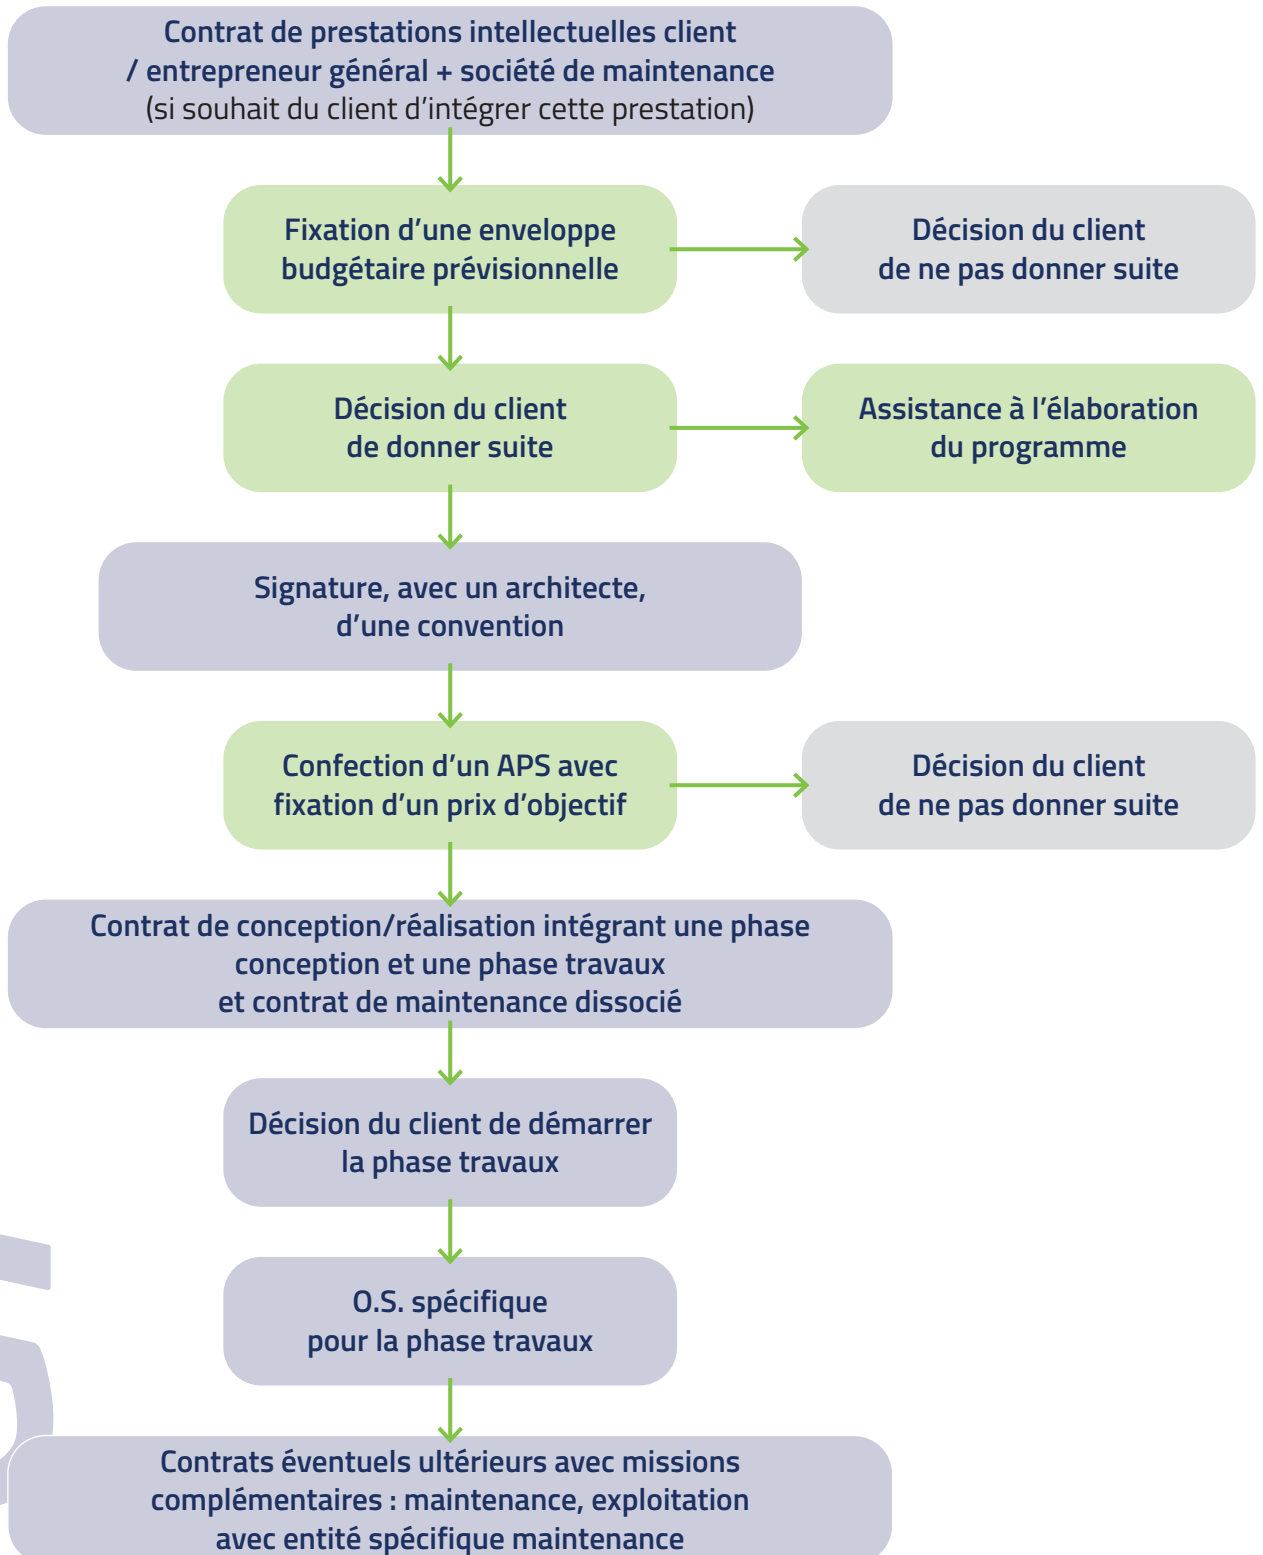 Contrat de prestations intellectuelles client
/ entrepreneur général + société de maintenance
(si souhait du client d’intégrer cette prestation)
Fixation d’une enveloppe
budgétaire prévisionnelle
Décision du client
de ne pas donner suite
Décision du client
de donner suite
Assistance à l’élaboration
du programme
Signature, avec un architecte,
d’une convention
Confection d’un APS avec
fixation d’un prix d’objectif
Décision du client
de ne pas donner suite
Contrat de conception/réalisation intégrant une phase
conception et une phase travaux
et contrat de maintenance dissocié
Décision du client de démarrer
la phase travaux
O.S. spécifique
pour la phase travaux
Contrats éventuels ultérieurs avec missions
complémentaires : maintenance, exploitation
avec entité spécifique maintenance